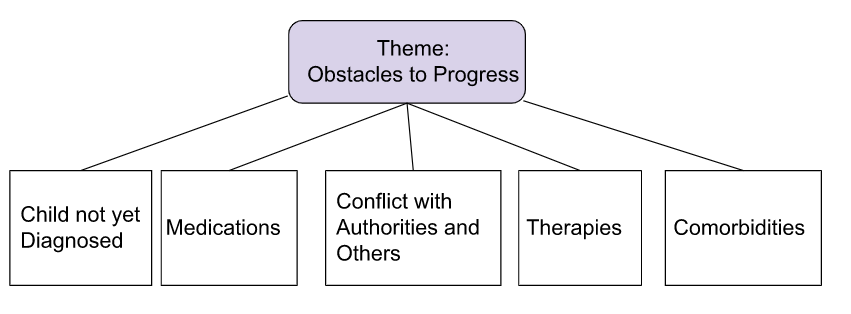 Theme:
Obstacles to Progress
Child not yet
Diagnosed
Medications
Conflict with
Authorities and
Others
Therapies
Comorbidities